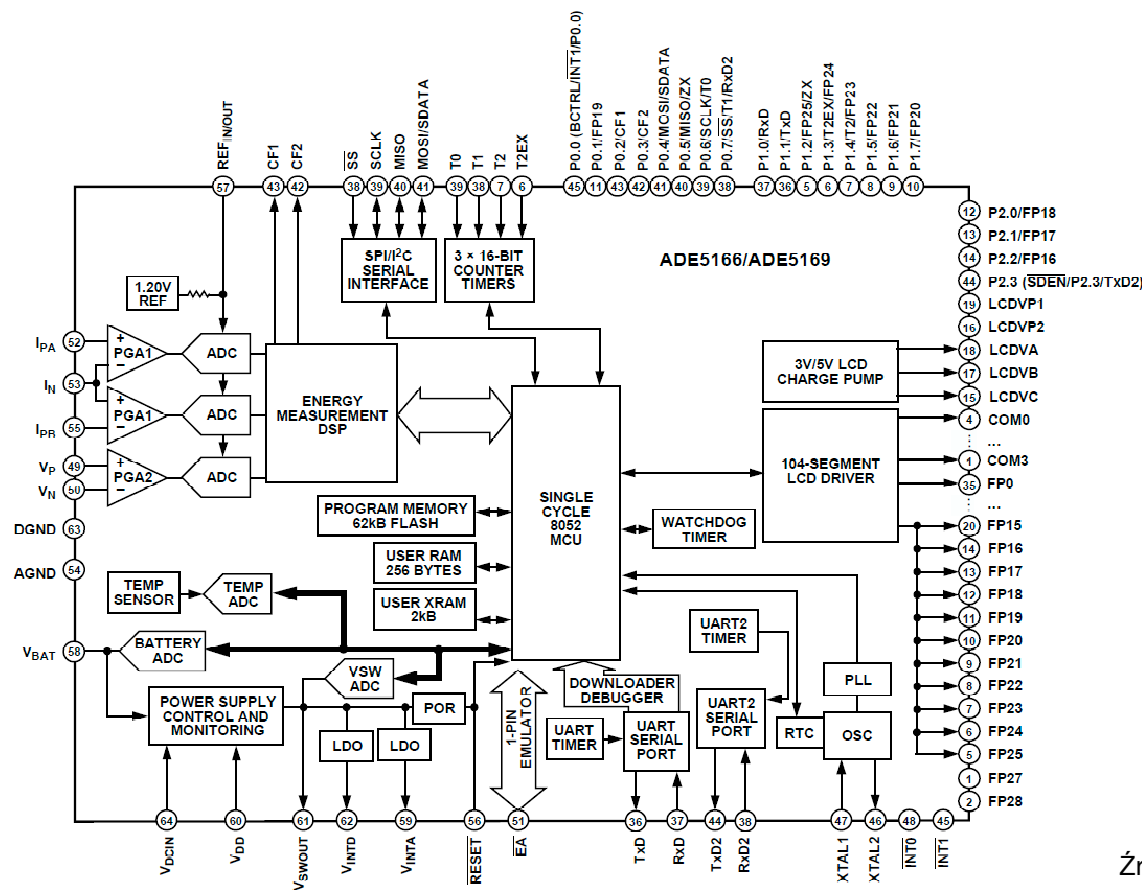 P0.0 (BCTRL/INT1/P0.0)
P0.1/FP19
P0.2/CF1
P0.3/CF2
P0.4/MOSI/SDATA
P0.5/MISO/ZX
P0.6/SCLK/T0
P0.7/SS/T1/RxD2
P1.0/RxD
P1.1/TxD
P1.2/FP25/ZX
P1.3/T2EX/FP24
P1.4/T2/FP23
P1.5/FP22
P1.6/FP21
P1.7/FP20
REFIN/OUT
CF1
CF2
SS
SCLK
MISO
MOSI/SDATA
T0
T1
T2
T2EX
57
43
42
38
39
40
41
39
38
7
6
45
11
43
42
41
40
39
38
37
36
5
6
7
8
9
10
12 P2.0/FP18
13 P2.1/FP17
14 P2.2/FP16
44 P2.3 (SDEN/P2.3/TxD2)
19 LCDVP1
16 LCDVP2
18 LCDVA
17 LCDVB
15 LCDVC
4 COM0
...
1 COM3
35 FP0
...
20 FP15
14 FP16
13 FP17
12 FP18
11 FP19
10 FP20
9 FP21
8 FP22
7 FP23
6 FP24
5 FP25
1 FP27
2 FP28
ADE5166/ADE5169
SPI/I2C
SERIAL
INTERFACE
3 × 16-BIT
COUNTER
TIMERS
1.20V
REF
IPA 52
IN 53
IPB 55
VP 49
VN 50
DGND 63
AGND 54
VBAT 58
+
PGA1
−
ADC
−
PGA1
+
ADC
+
PGA2
−
ADC
ENERGY
MEASUREMENT
DSP
3V/5V LCD
CHARGE PUMP
104-SEGMENT
LCD DRIVER
SINGLE
CYCLE
8052
MCU
PROGRAM MEMORY
62kB FLASH
WATCHDOG
TIMER
USER RAM
256 BYTES
USER XRAM
2kB
TEMP
SENSOR
TEMP
ADC
BATTERY
ADC
VSW
ADC
POWER SUPPLY
CONTROL AND
MONITORING
POR
LDO
LDO
1-PIN
EMULATOR
DOWNLOADER
DEBUGGER
UART
TIMER
UART
SERIAL
PORT
UART2
TIMER
UART2
SERIAL
PORT
PLL
RTC
OSC
64
60
61
62
59
56
51
36
37
44
38
47
46
48
45
VDCIN
VDD
VSWOUT
VINTD
VINTA
RESET
EA
TxD
RxD
TxD2
RxD2
XTAL1
XTAL2
INT0
INT1